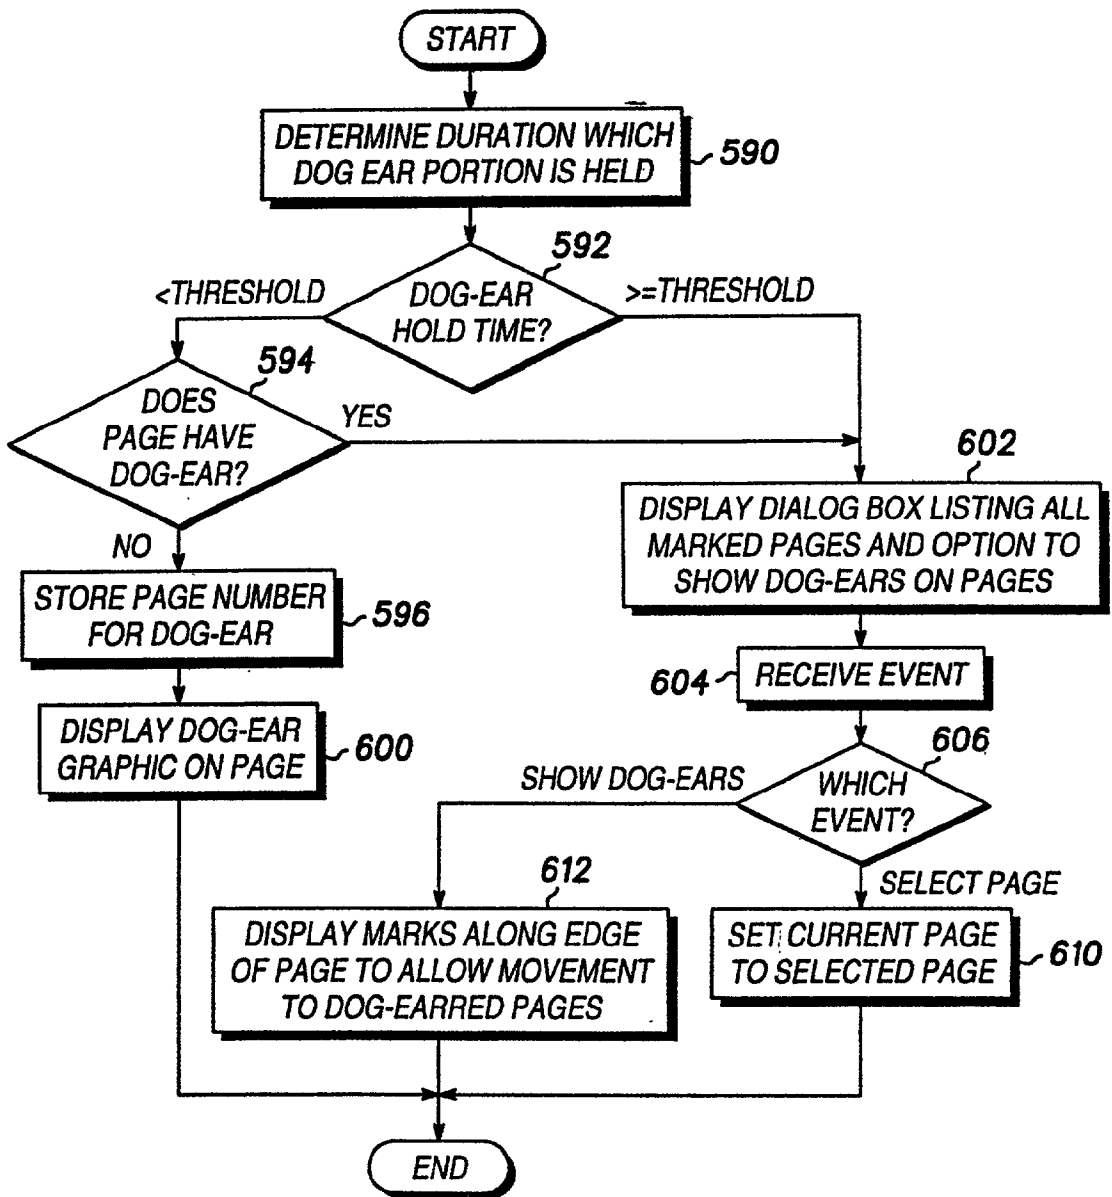 START
DETERMINE DURATION WHICH
DOG EAR PORTION IS HELD
590
592
<THRESHOLD
DOG-EAR
HOLD TIME?
>=THRESHOLD
594
DOES
PAGE HAVE
DOG-EAR?
YES
NO
602
DISPLAY DIALOG BOX LISTING ALL
MARKED PAGES AND OPTION TO
SHOW DOG-EARS ON PAGES
STORE PAGE NUMBER
FOR DOG-EAR
596
604
RECEIVE EVENT
DISPLAY DOG-EAR
GRAPHIC ON PAGE
600
606
SHOW DOG-EARS
WHICH
EVENT?
SELECT PAGE
612
DISPLAY MARKS ALONG EDGE
OF PAGE TO ALLOW MOVEMENT
TO DOG-EARRED PAGES
SET CURRENT PAGE
TO SELECTED PAGE
610
END